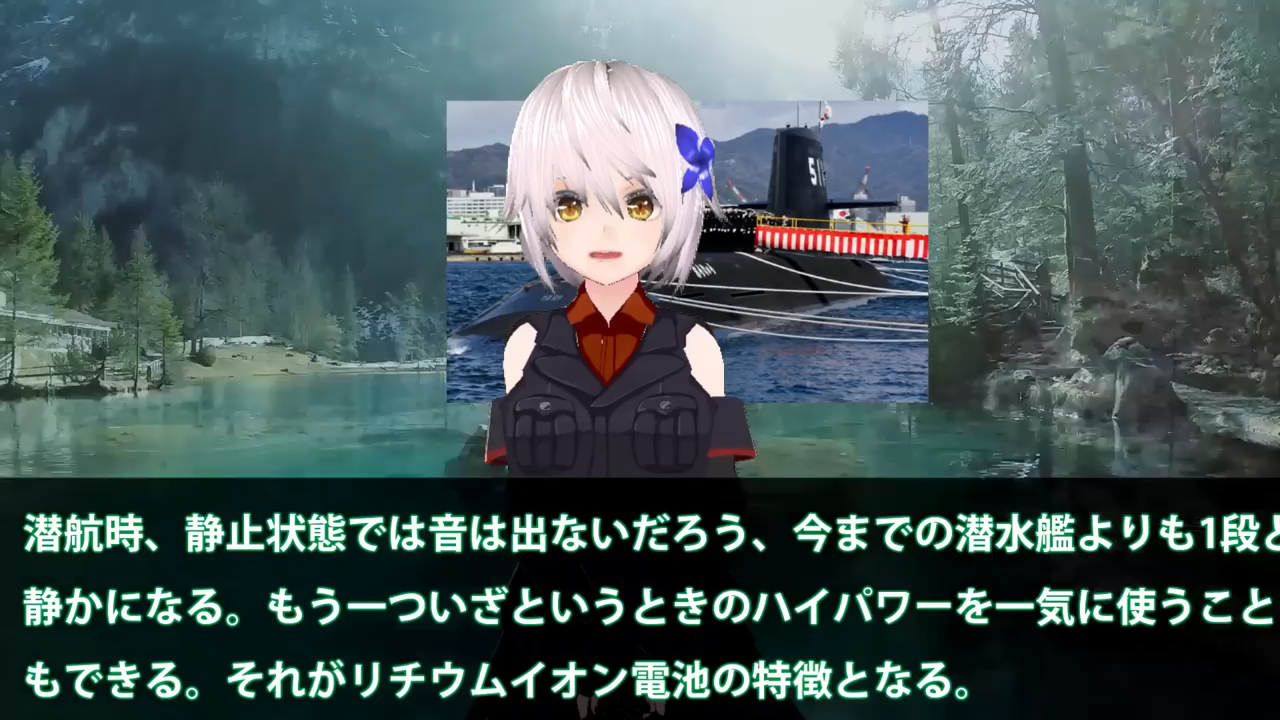 51
潜航時、静止状態では音は出ないだろう、今までの潜水艦よりも1段と
静かになる。もう一ついざというときのハイパワーを一気に使うこと
もできる。それがリチウムイオン電池の特徴となる。